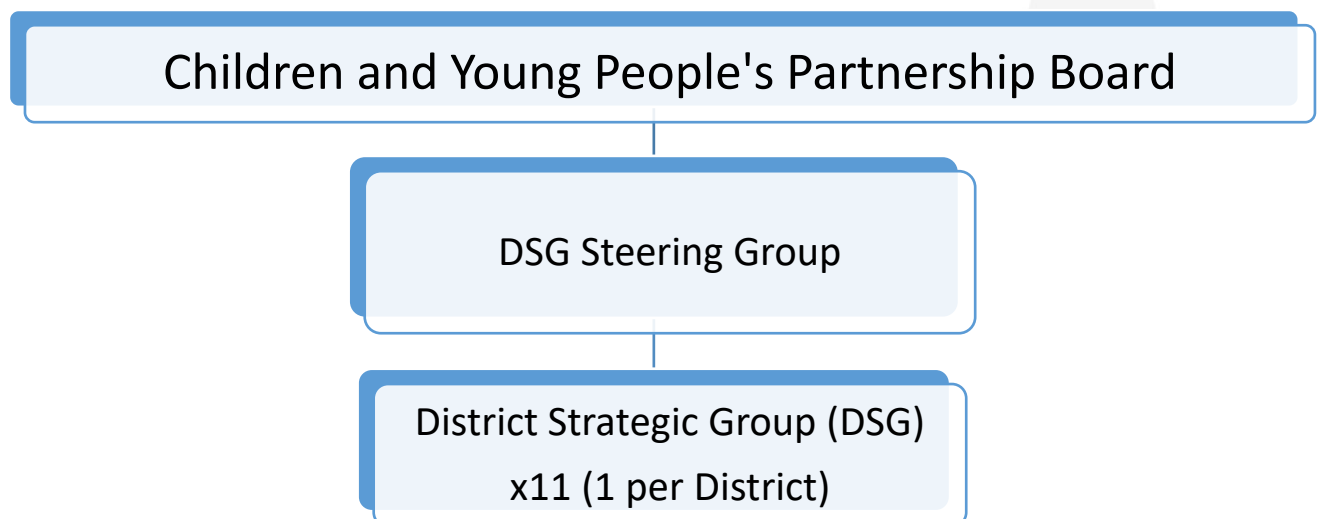 Children and Young People's Partnership Board
DSG Steering Group
District Strategic Group (DSG)
x11 (1 per District)